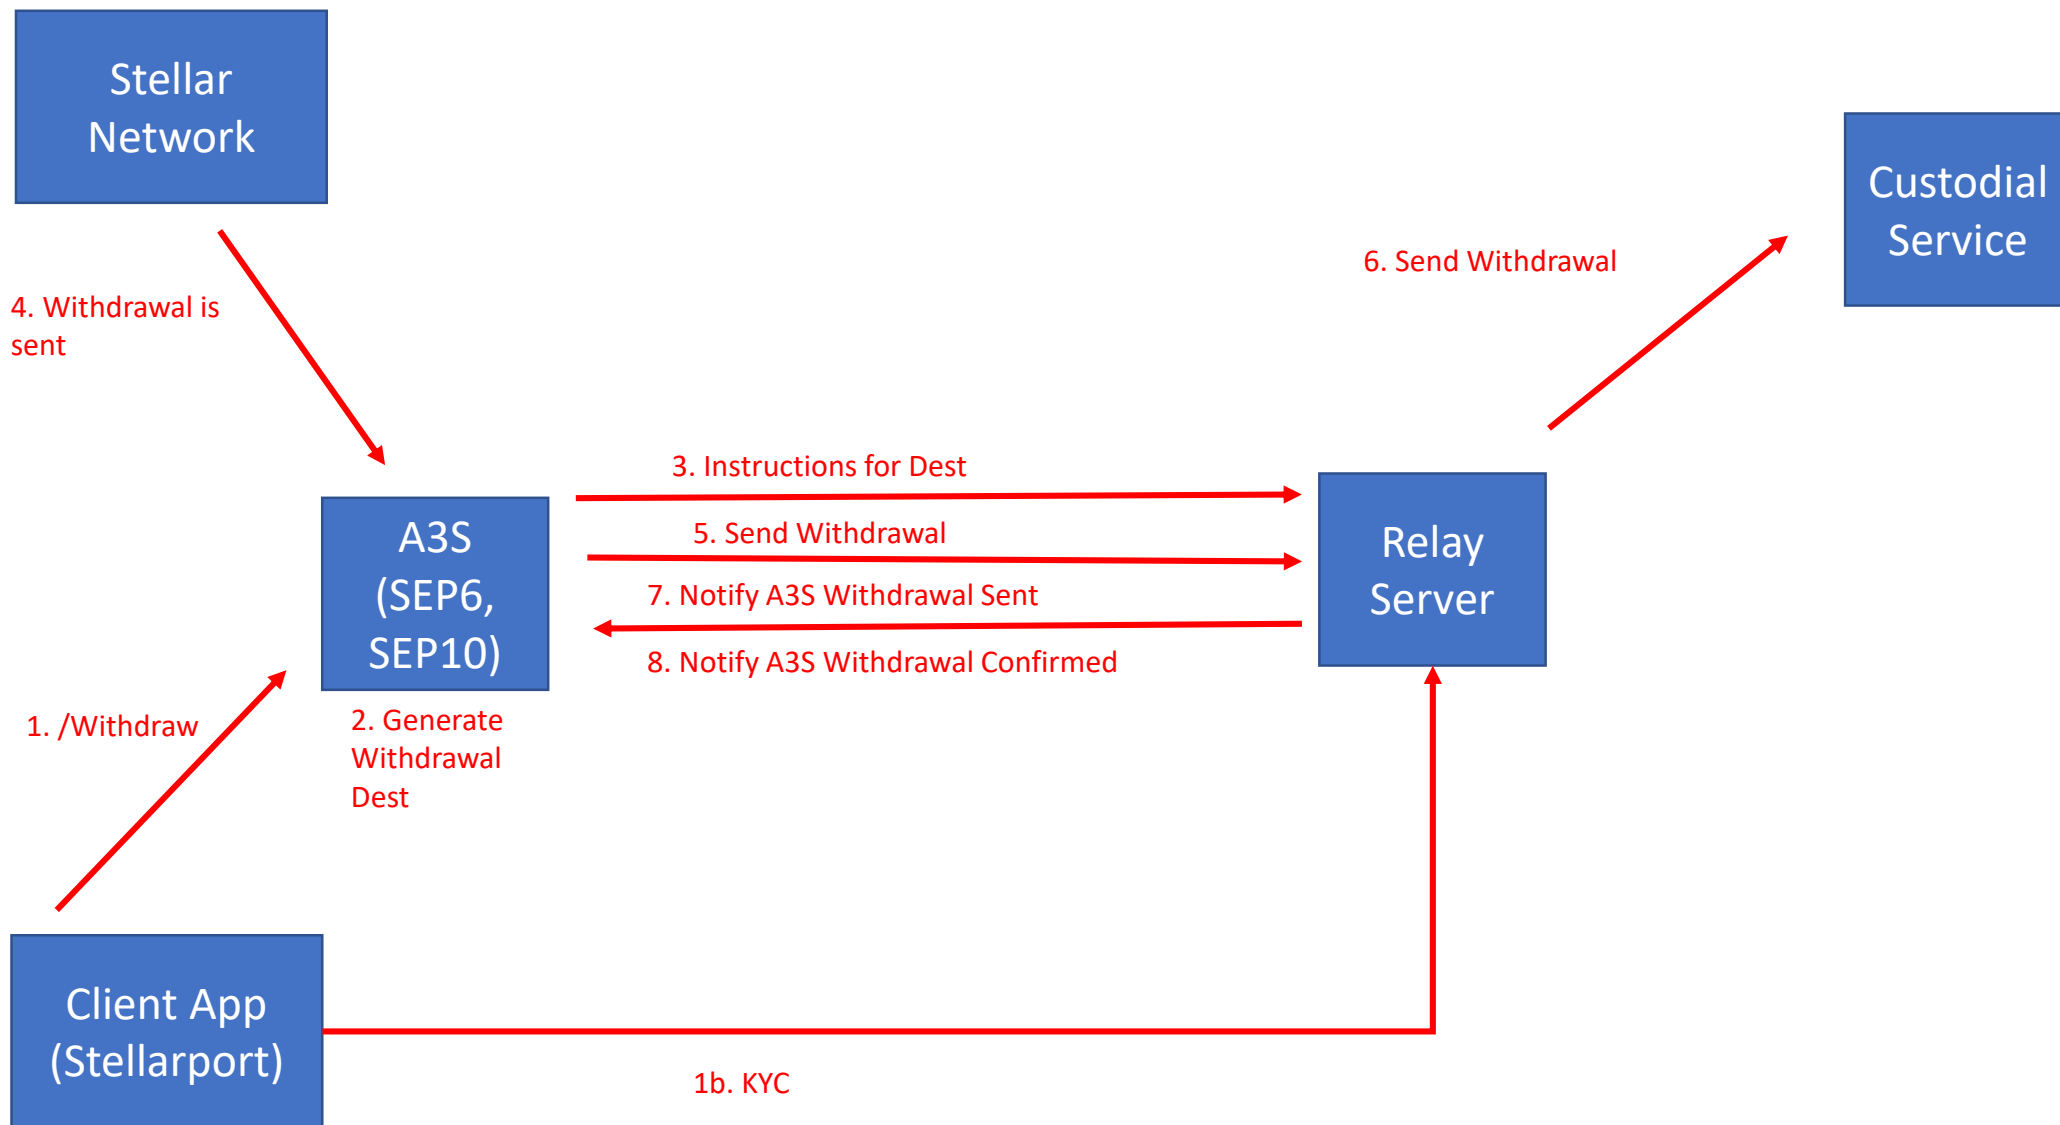 Stellar
Network
Custodial
Service
6. Send Withdrawal
4. Withdrawal is
sent
3. Instructions for Dest
5. Send Withdrawal
7. Notify A3S Withdrawal Sent
8. Notify A3S Withdrawal Confirmed
A3S
(SEP6,
SEP10)
Relay
Server
1. /Withdraw
2. Generate
Withdrawal
Dest
Client App
(Stellarport)
1b. KYC